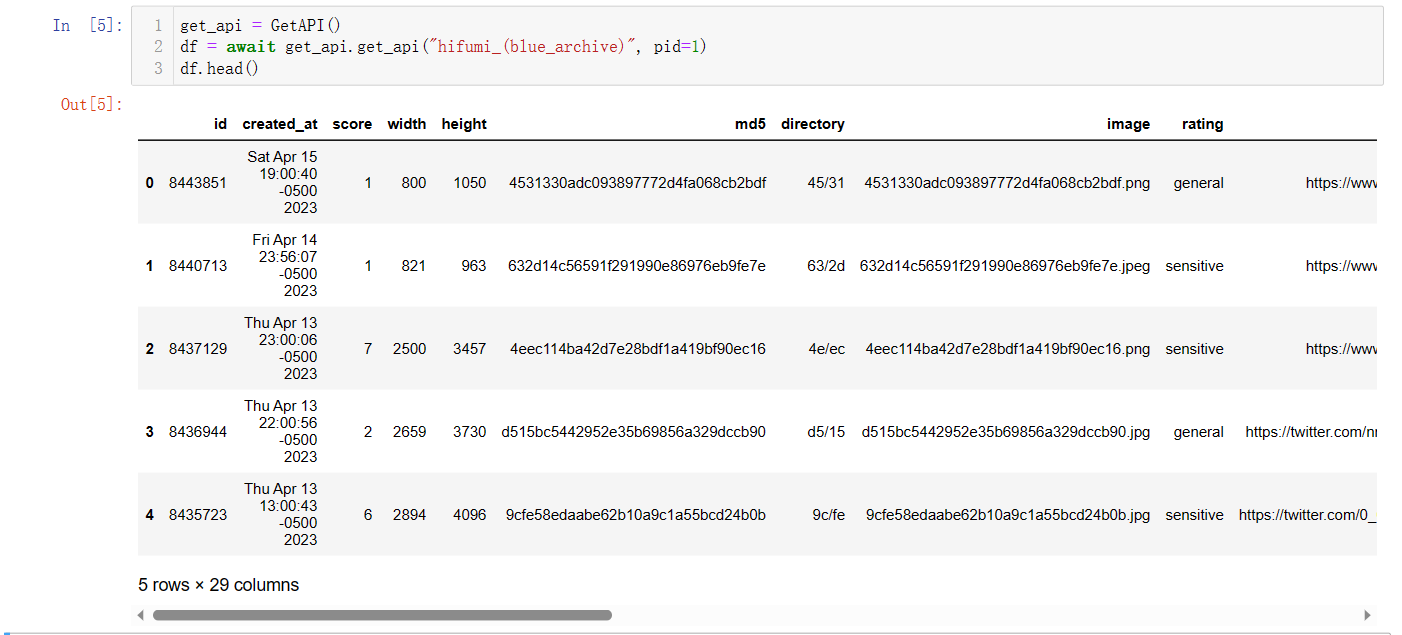 In [5]:
1 get_api = GetAPI()
2 df = await get_api.get_api("hifumi_(blue_archive)", pid=1)
3 df.head()
Out[5]:
id created_at score width height md5 directory image rating
0 8443851 Sat Apr 15 19:00:40 -0500 2023 1 800 1050 4531330adc093897772d4fa068cb2bdf 45/31 4531330adc093897772d4fa068cb2bdf.png general https://www
1 8440713 Fri Apr 14 23:56:07 -0500 2023 1 821 963 632d14c56591f291990e86976eb9fe7e 63/2d 632d14c56591f291990e86976eb9fe7e.jpeg sensitive https://www
2 8437129 Thu Apr 13 23:00:06 -0500 2023 7 2500 3457 4eec114ba42d7e28bdf1a419bf90ec16 4e/ec 4eec114ba42d7e28bdf1a419bf90ec16.png sensitive https://www
3 8436944 Thu Apr 13 22:00:56 -0500 2023 2 2659 3730 d515bc5442952e35b69856a329dccb90 d5/15 d515bc5442952e35b69856a329dccb90.jpg general https://twitter.com/nr
4 8435723 Thu Apr 13 13:00:43 -0500 2023 6 2894 4096 9cfe58edaabe62b10a9c1a55bcd24b0b 9c/fe 9cfe58edaabe62b10a9c1a55bcd24b0b.jpg sensitive https://twitter.com/0_
5 rows × 29 columns